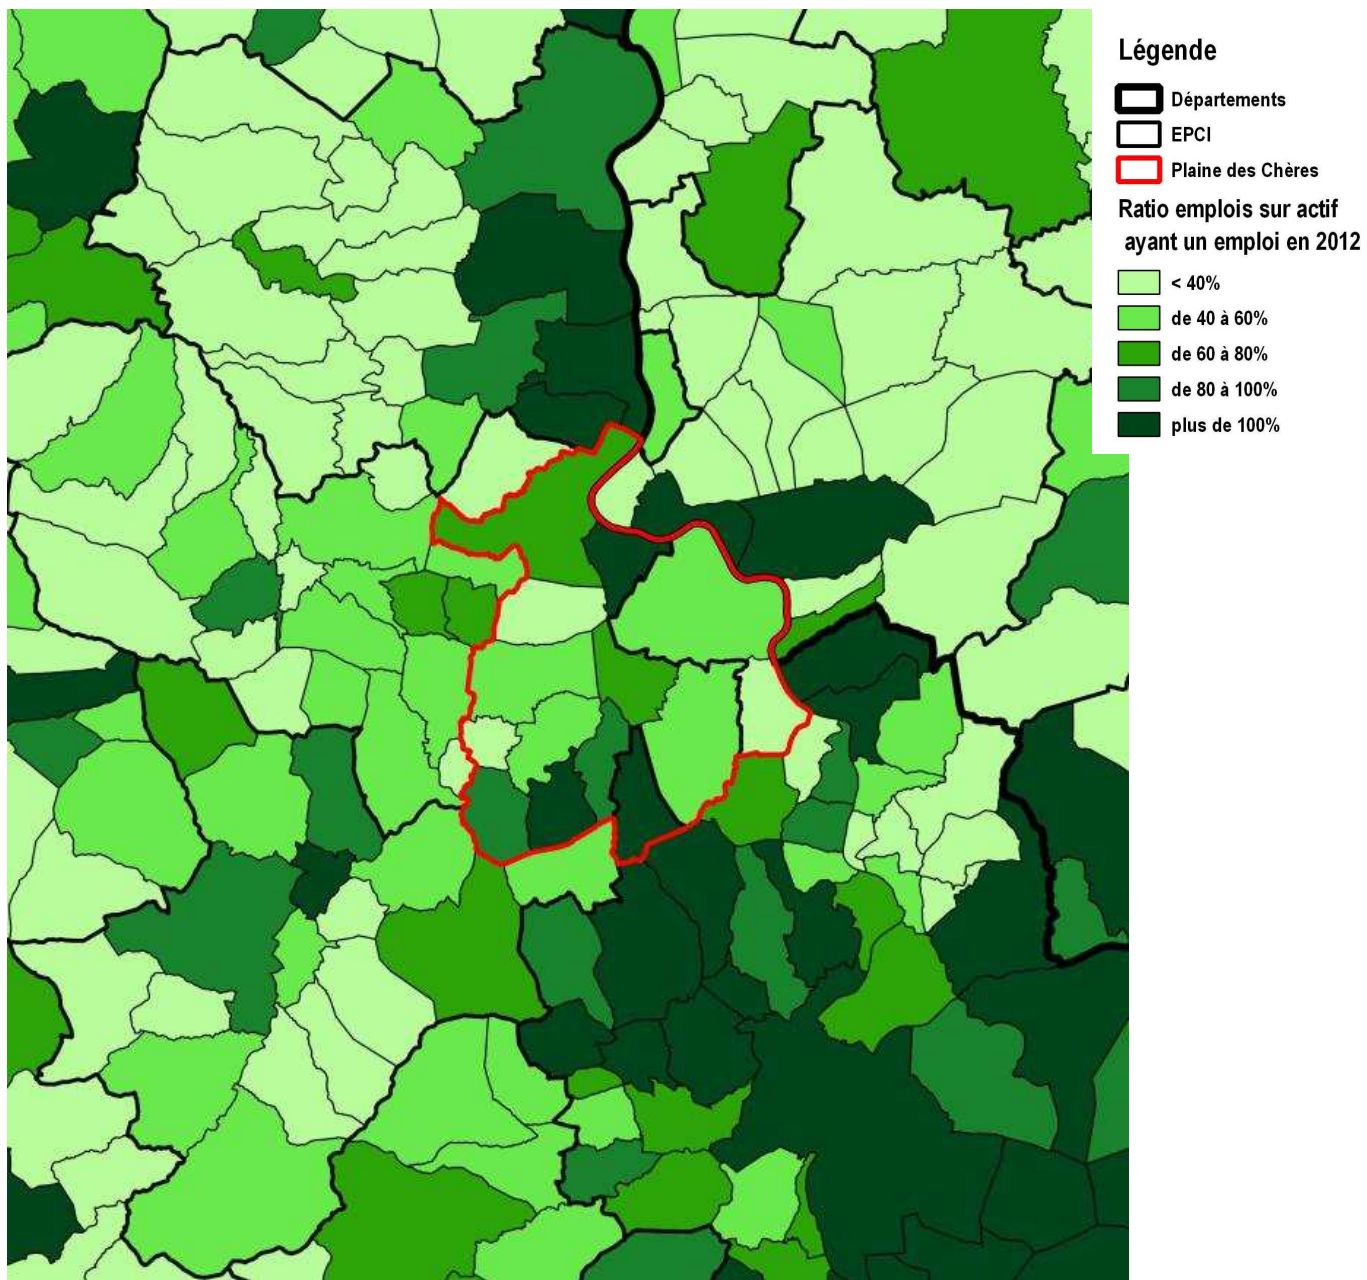 Légende
Départements
EPCI
Plaine des Chères
Ratio emplois sur actif
ayant un emploi en 2012
< 40%
de 40 à 60%
de 60 à 80%
de 80 à 100%
plus de 100%